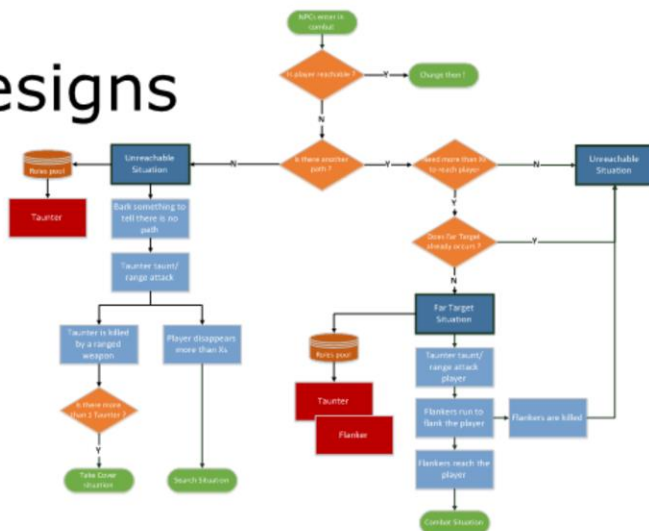 esigns
NPCs enter in
combat
Is player reachable ?
Y
Charge then !
N
Is there another
path ?
N
Y
Need more than Xs
to reach player
N
Unreachable
Situation
Roles pool
Unreachable
Situation
Taunter
Bark something to
tell there is no
path
Y
Does Far Target
already occur ?
Y
Taunter taunt/
range attack
N
Far Target
Situation
Taunter is killed
by a ranged
weapon
Player disappears
more than Xs
Roles pool
Taunter taunt/
range attack
player
Is there more
than 1 Taunter ?
Taunter
Flanker
Flankers run to
flank the player
Flankers are killed
Y
Take Cover
situation
Search Situation
Flankers reach the
player
Combat Situation